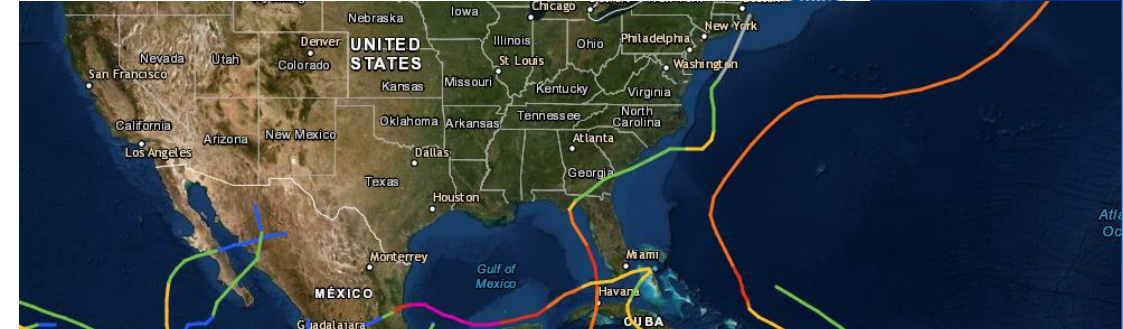 Iowa
Chicago
Nebraska
New York
Denver
UNITED
STATES
Illinois
Ohio
Philadelphia
Nevada
Utah
Colorado
St Louis
Washington
San Francisco
Kansas
Missouri
Kentucky
Virginia
California
Arizona
New Mexico
Oklahoma
Arkansas
Tennessee
North
Carolina
Los Angeles
Dallas
Atlanta
Texas
Georgia
Houston
Monterrey
Gulf of
Mexico
Miami
MÉXICO
Havana
Guadalajara
CUBA